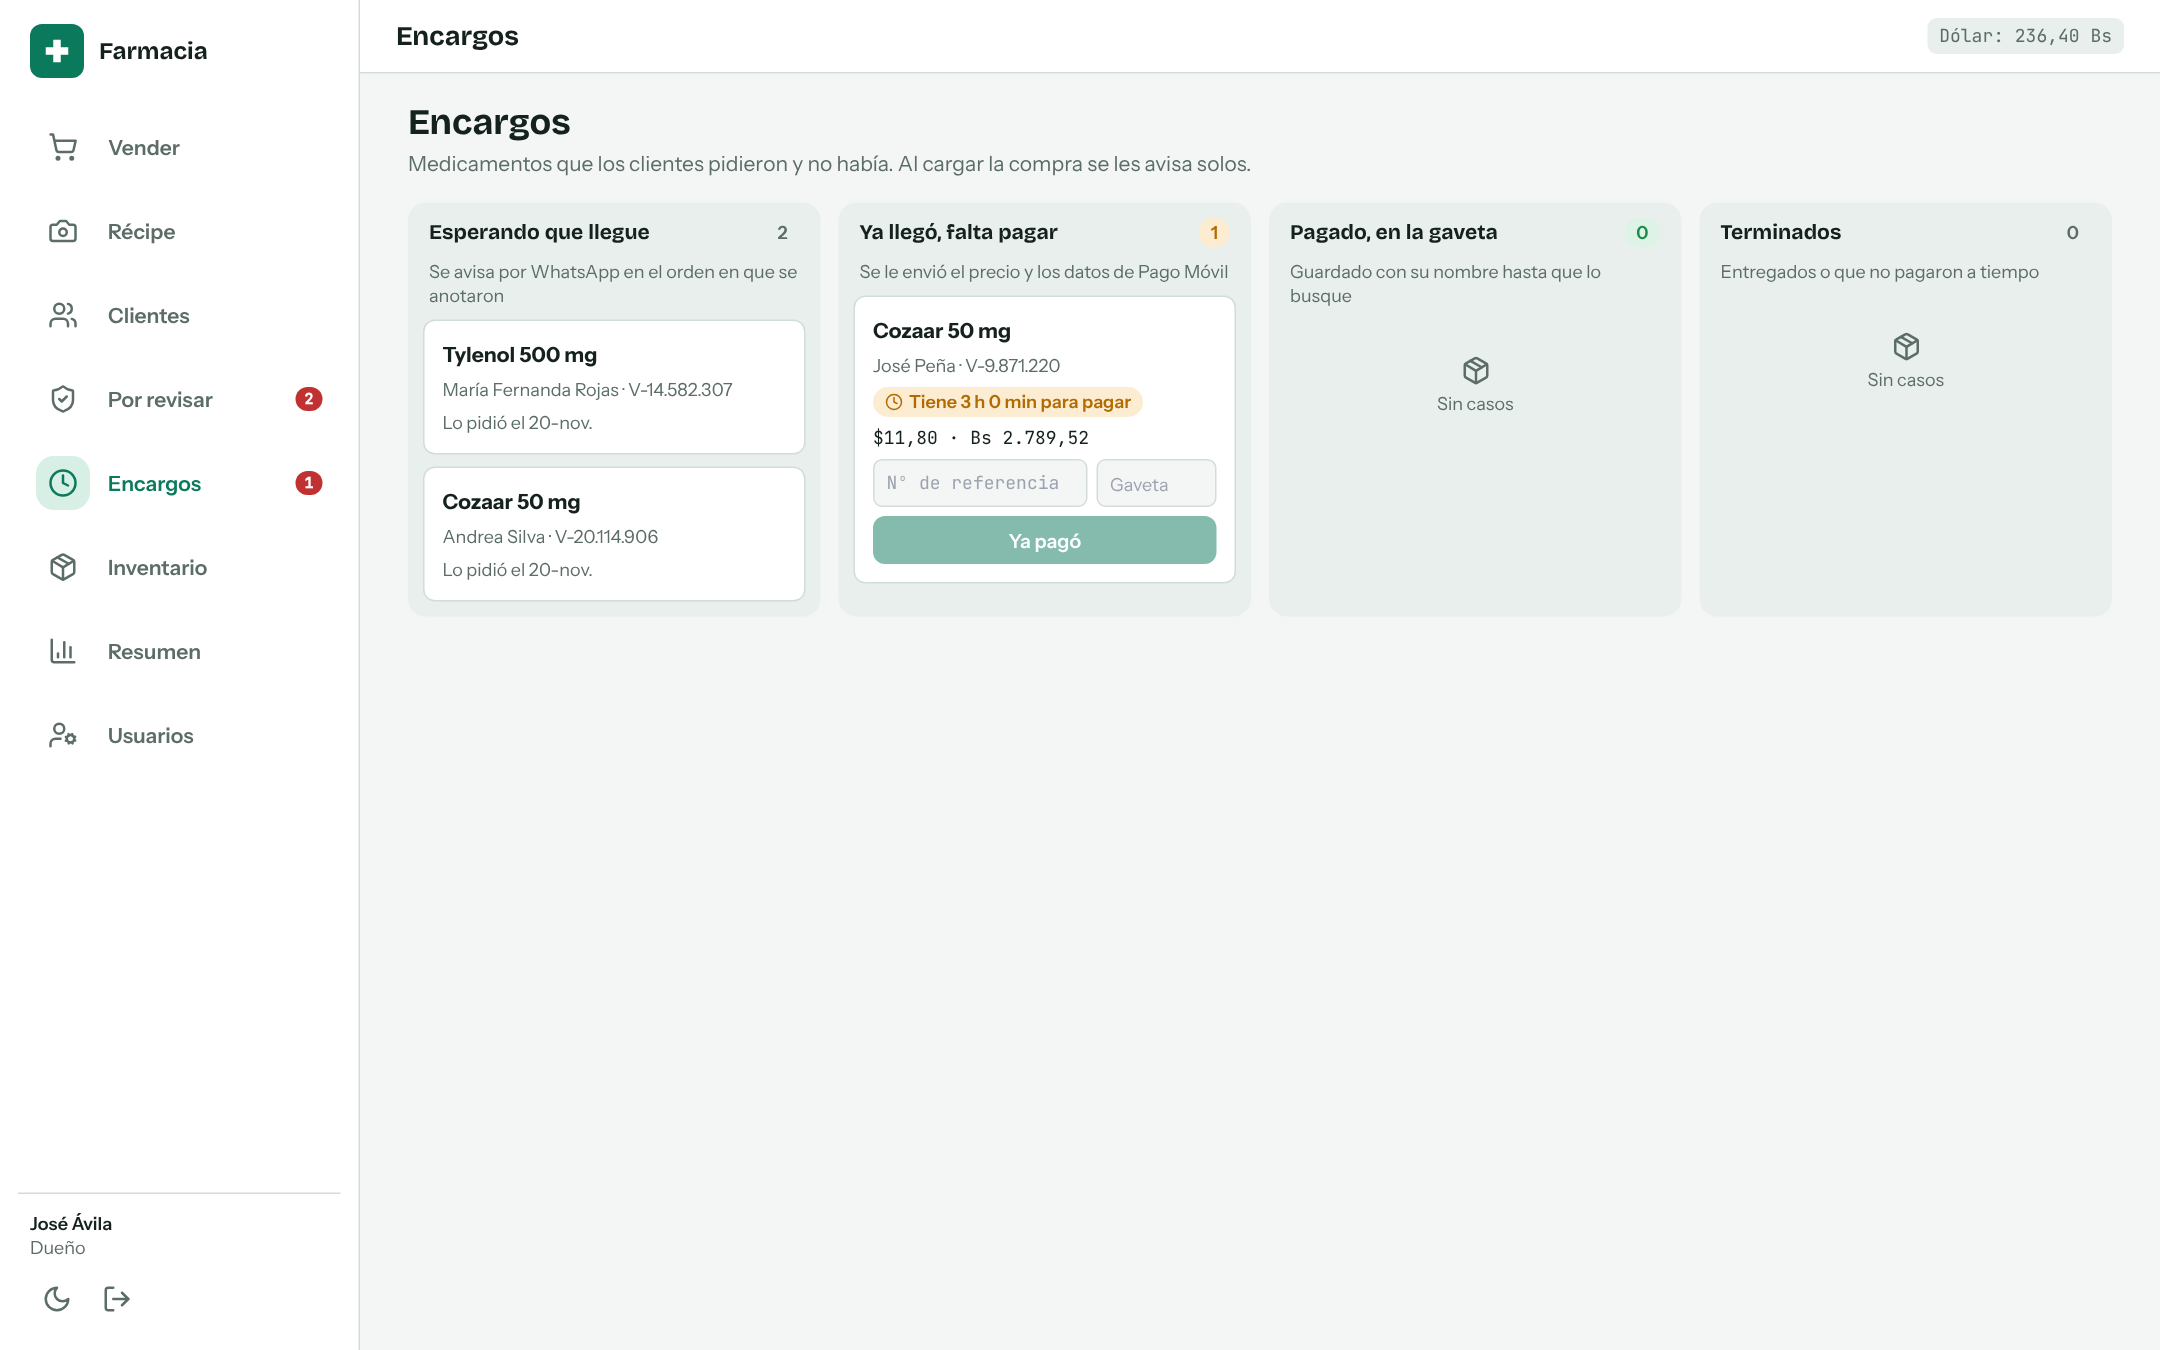 Farmacia
Vender
Récipe
Clientes
Por revisar 2
Encargos 1
Inventario
Resumen
Usuarios
José Ávila
Dueño
Encargos
Dólar: 236,40 Bs
Encargos
Medicamentos que los clientes pidieron y no había. Al cargar la compra se les avisa solos.
Esperando que llegue 2
Se avisa por WhatsApp en el orden en que se
anotaron
Tylenol 500 mg
María Fernanda Rojas · V-14.582.307
Lo pidió el 20-nov.
Cozaar 50 mg
Andrea Silva · V-20.114.906
Lo pidió el 20-nov.
Ya llegó, falta pagar 1
Se le envió el precio y los datos de Pago Móvil
Cozaar 50 mg
José Peña · V-9.871.220
Tiene 3 h 0 min para pagar
$11,80 · Bs 2.789,52
N° de referencia
Gaveta
Ya pagó
Pagado, en la gaveta 0
Guardado con su nombre hasta que lo
busque
Sin casos
Terminados 0
Entregados o que no pagaron a tiempo
Sin casos